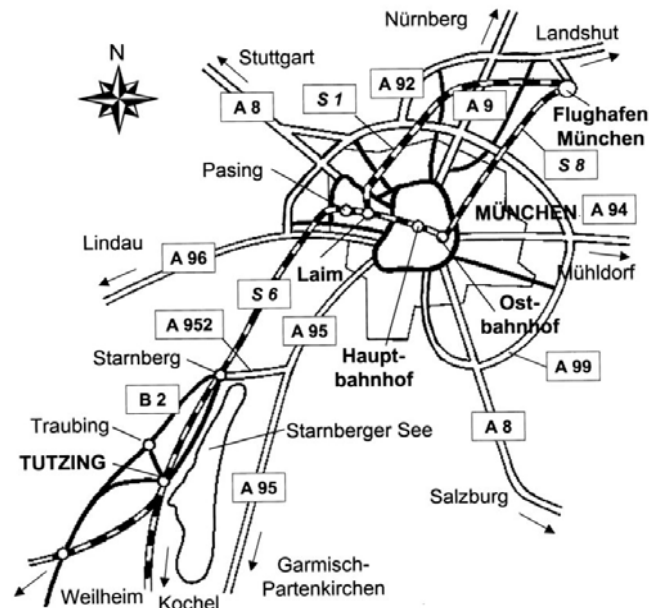 Nürnberg
N
Landshut
Stuttgart
A 92
S 1
A 9
A 8
Flughafen
München
S 8
Pasing
MÜNCHEN
A 94
Lindau
A 96
Laim
Mühldorf
S 6
Ost-
bahnhof
A 952
A 95
Haupt-
bahnhof
Starnberg
A 99
B 2
Traubing
Starnberger See
A 8
TUTZING
A 95
Salzburg
Garmisch-
Partenkirchen
Weilheim
Kochel